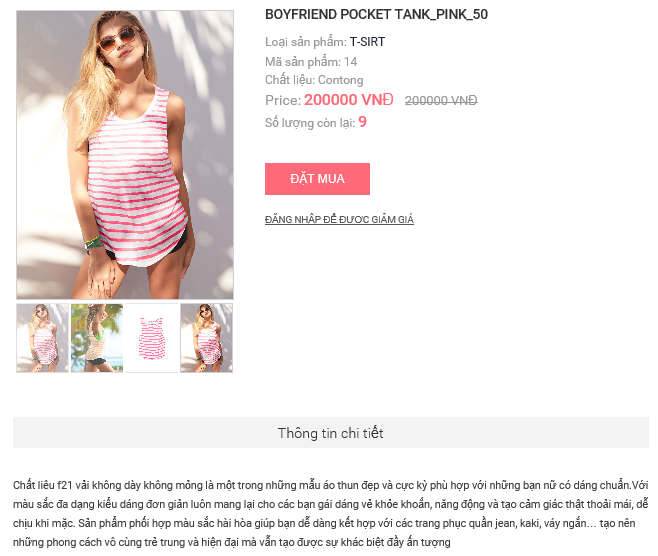 BOYFRIEND POCKET TANK_PINK_50
Loại sản phẩm: T-SIRT
Mã sản phẩm: 14
Chất liệu: Contong
Price: 200000 VNĐ 200000 VNĐ
Số lượng còn lại: 9
ĐẶT MUA
ĐĂNG NHẬP ĐỂ ĐƯỢC GIẢM GIÁ
Thông tin chi tiết
Chất liêu f21 vải không dày không mỏng là một trong những mẫu áo thun đẹp và cực kỳ phù hợp với những bạn nữ có dáng chuẩn.Với
màu sắc đa dạng kiểu dáng đơn giản luôn mang lại cho các bạn gái dáng vẻ khỏe khoắn, năng động và tạo cảm giác thật thoải mái, dễ
chịu khi mặc. Sản phẩm phối hợp màu sắc hài hòa giúp bạn dễ dàng kết hợp với các trang phục quần jean, kaki, váy ngắn… tạo nên
những phong cách vô cùng trẻ trung và hiện đại mà vẫn tạo được sự khác biệt đầy ấn tượng